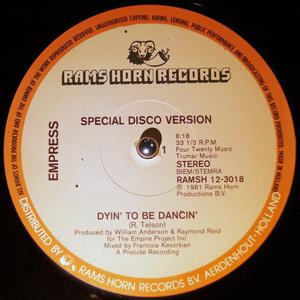 UNAUTHORISED COPYING, HIRING, LENDING, PUBLIC PERFORMANCE AND BROADCASTING OF THIS RECORD PROHIBITED
ALL RIGHTS OF THE PRODUCER AND OF THE OWNER OF THE WORK REPRODUCED RESERVED
RAMS HORN RECORDS
SPECIAL DISCO VERSION
EMPRESS
1
6:18
33 1/3 R.P.M.
Four Twenty Music
Trumar Music
STEREO
BIEM/STEMRA
RAMSH 12-3018
℗ 1981 Rams Horn
Productions B.V.
DYIN' TO BE DANCIN'
(R. Telson)
Produced by William Anderson & Raymond Reid
for The Empire Project Inc.
Mixed by Francois Kevorkian
A Prelude Recording
DISTRIBUTED BY RAMS HORN RECORDS BV. AERDENHOUT-HOLLAND